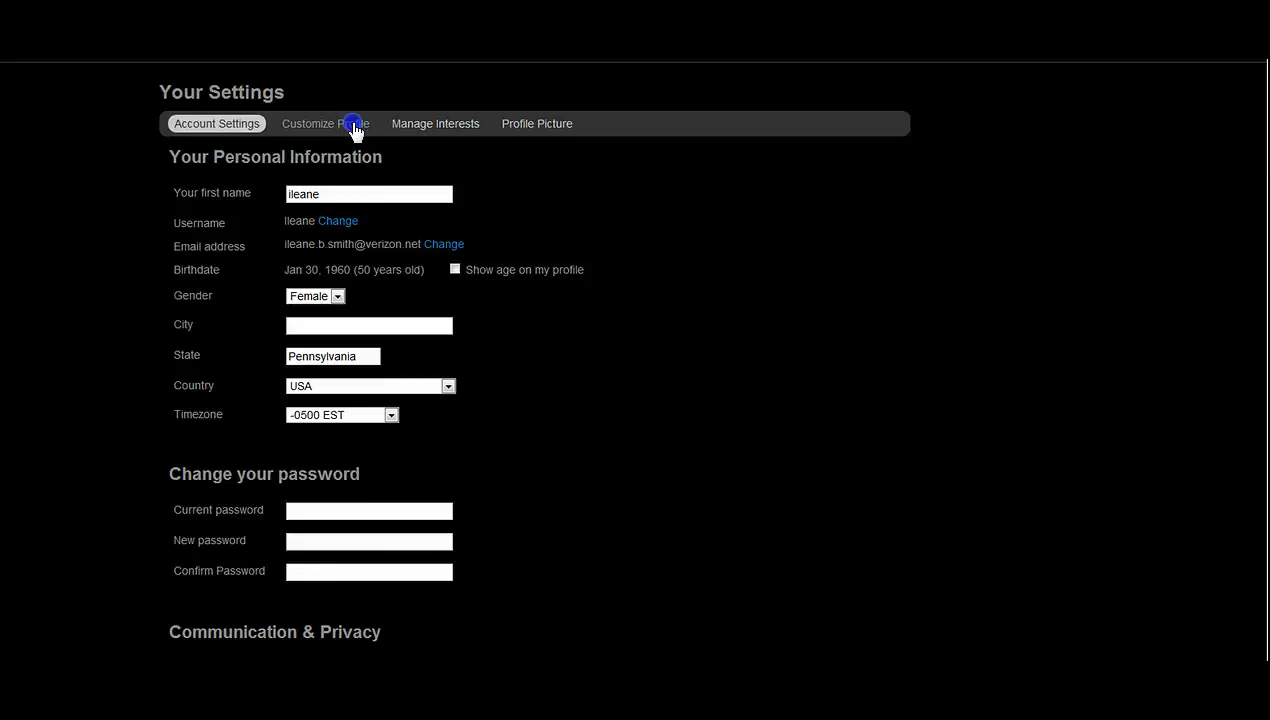 Your Settings
Account Settings Customize Profile Manage Interests Profile Picture
Your Personal Information
Your first name ileane
Username Ileane Change
Email address ileane.b.smith@verizon.net Change
Birthdate Jan 30, 1960 (50 years old) Show age on my profile
Gender Female
City
State Pennsylvania
Country USA
Timezone -0500 EST
Change your password
Current password
New password
Confirm Password
Communication & Privacy